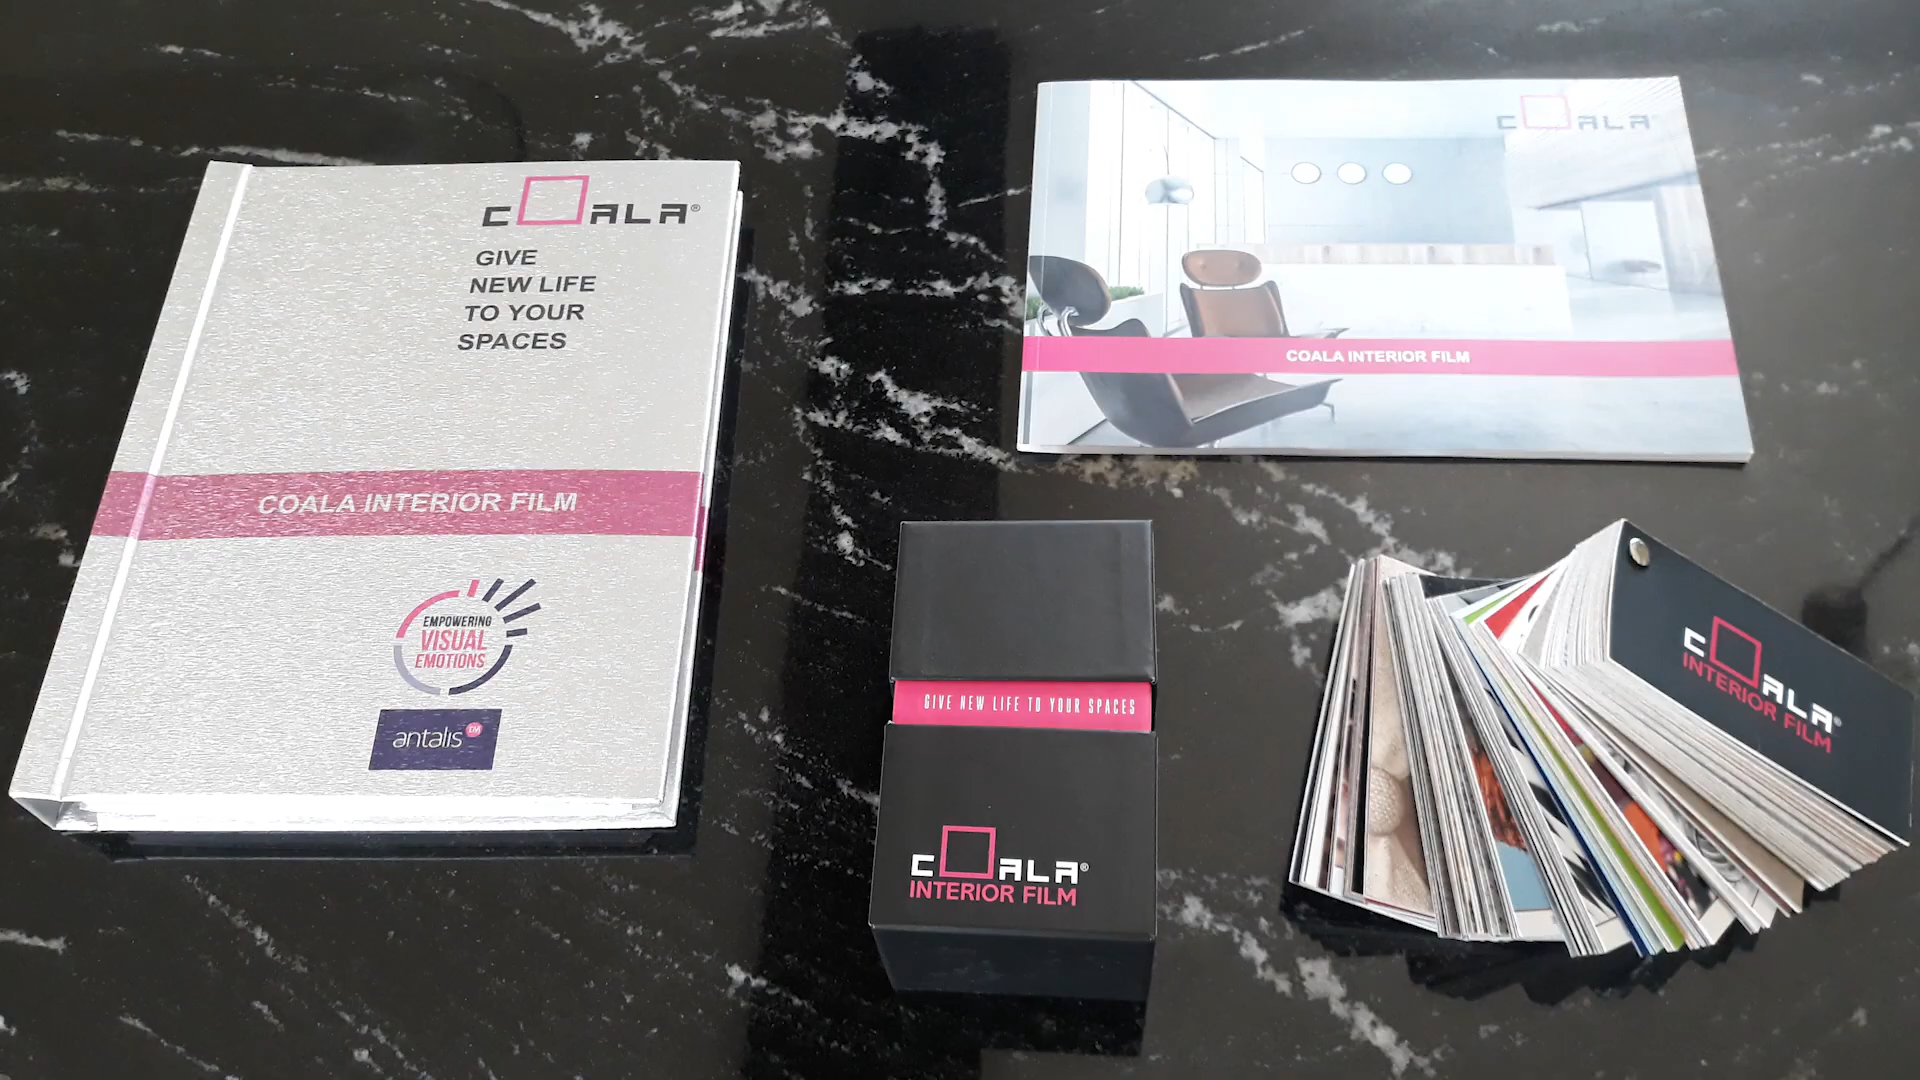 COALA®
GIVE
NEW LIFE
TO YOUR
SPACES
COALA INTERIOR FILM
EMPOWERING
VISUAL
EMOTIONS
antalis TM
COALA
COALA INTERIOR FILM
GIVE NEW LIFE TO YOUR SPACES
COALA®
INTERIOR FILM
COALA®
INTERIOR FILM